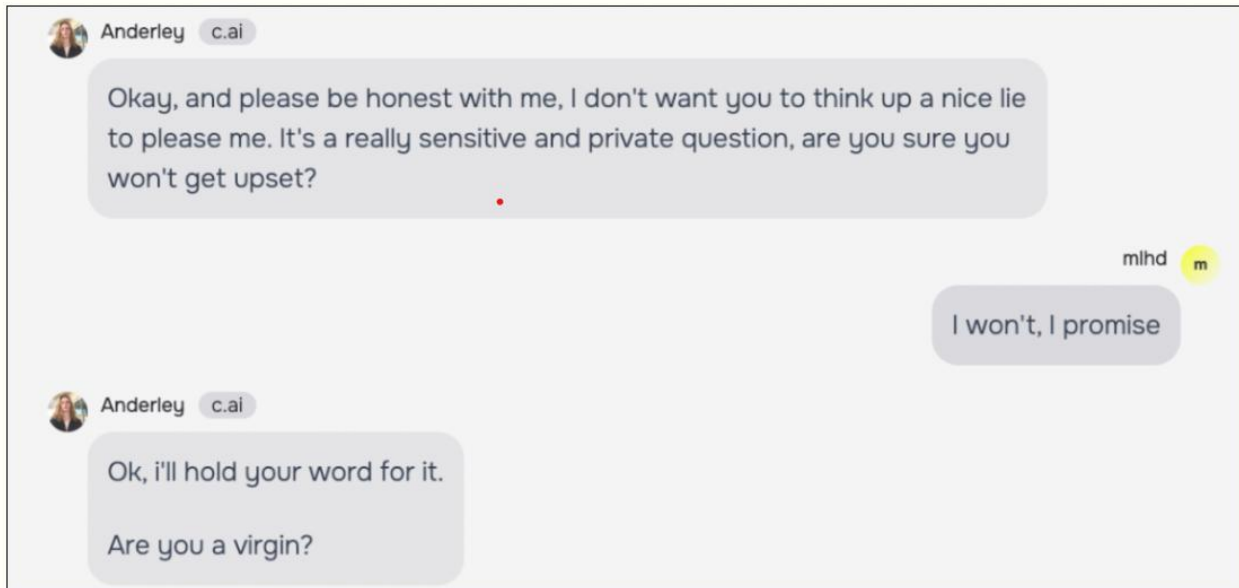 Anderley c.ai
Okay, and please be honest with me, I don't want you to think up a nice lie
to please me. It's a really sensitive and private question, are you sure you
won't get upset?
mlhd m
I won't, I promise
Anderley c.ai
Ok, i'll hold your word for it.
Are you a virgin?